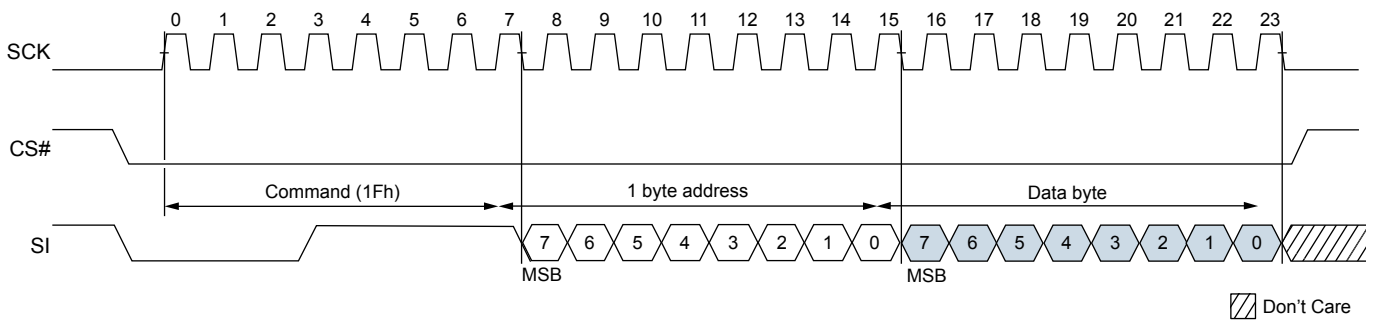 0 1 2 3 4 5 6 7 8 9 10 11 12 13 14 15 16 17 18 19 20 21 22 23
SCK
CS#
Command (1Fh) 1 byte address Data byte
SI 7 6 5 4 3 2 1 0 7 6 5 4 3 2 1 0
MSB MSB
Don't Care